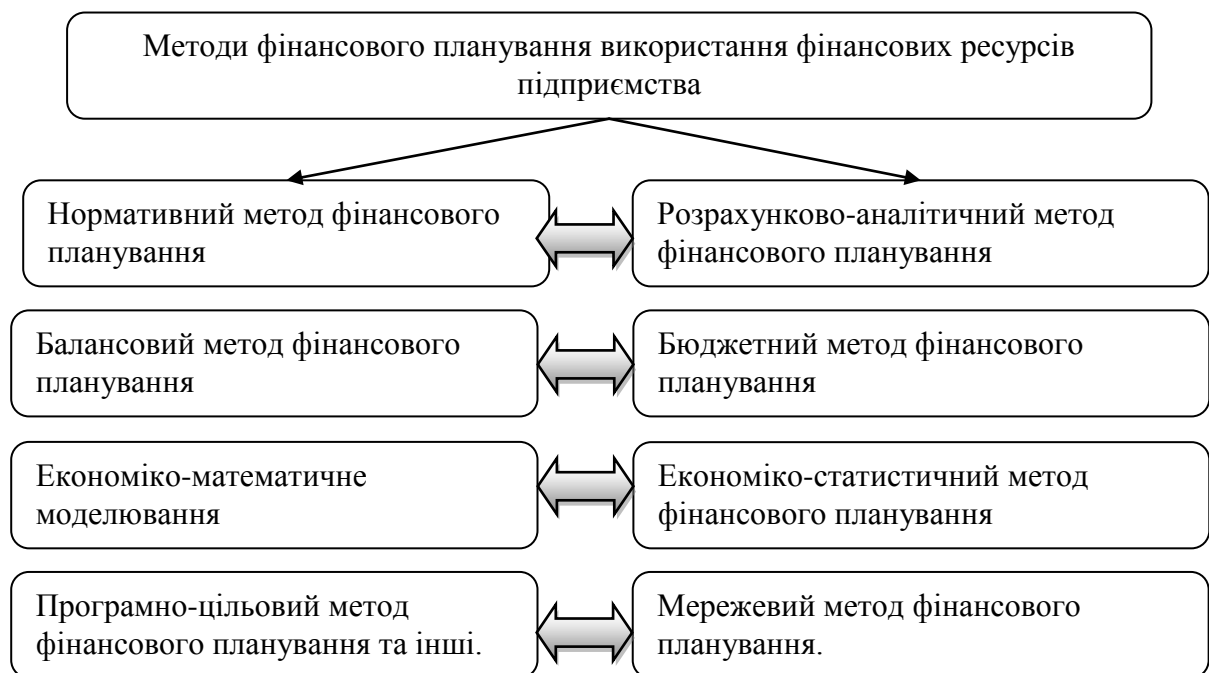 Методи фінансового планування використання фінансових ресурсів
підприємства
Нормативний метод фінансового
планування
Розрахунково-аналітичний метод
фінансового планування
Балансовий метод фінансового
планування
Бюджетний метод фінансового
планування
Економіко-математичне
моделювання
Економіко-статистичний метод
фінансового планування
Програмно-цільовий метод
фінансового планування та інші.
Мережевий метод фінансового
планування.